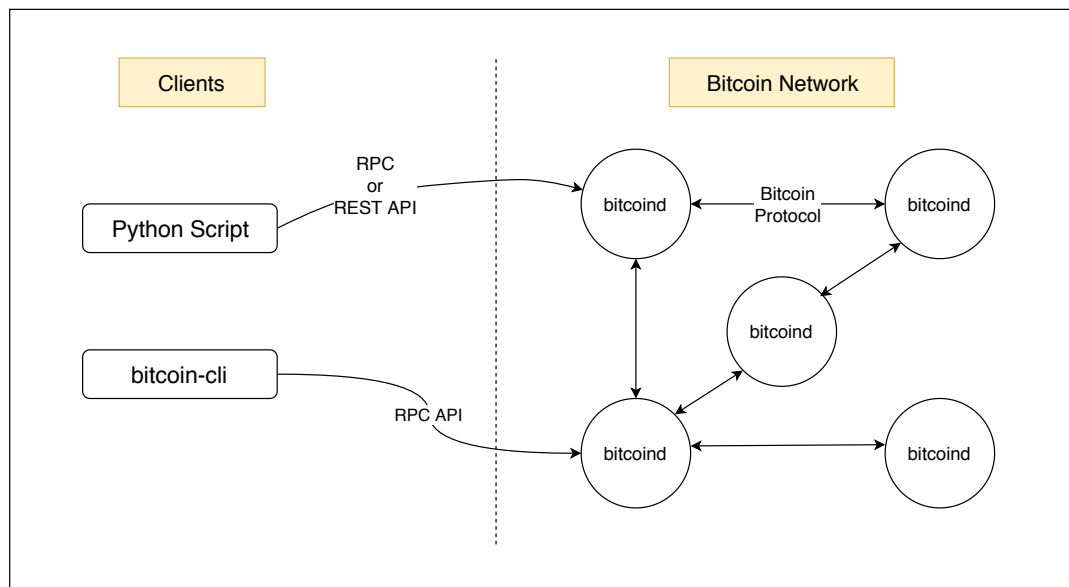 Clients
Bitcoin Network
RPC
or
REST API
Python Script
bitcoind
Bitcoin
Protocol
bitcoind
bitcoind
bitcoin-cli
RPC API
bitcoind
bitcoind